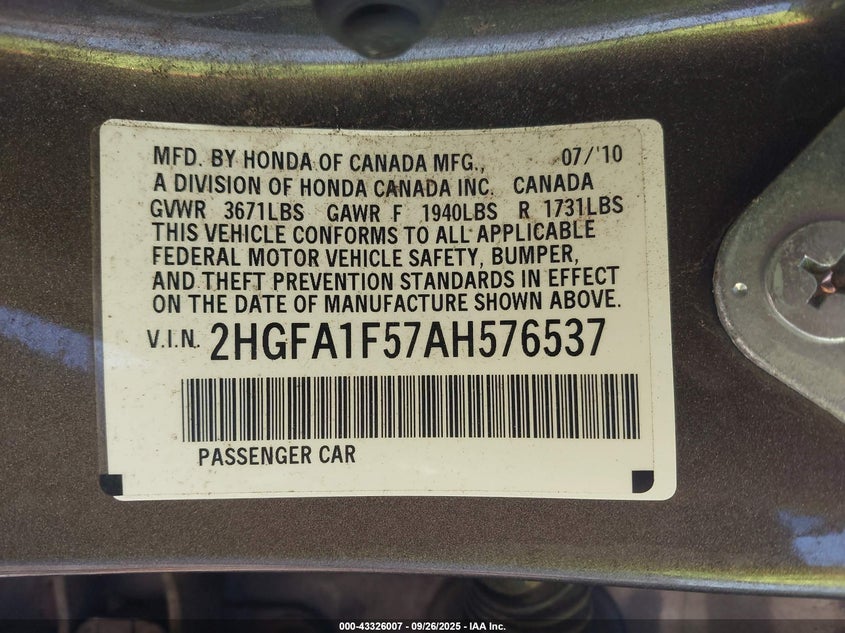 MFD. BY HONDA OF CANADA MFG., 07/'10
A DIVISION OF HONDA CANADA INC. CANADA
GVWR 3671LBS GAWR F 1940LBS R 1731LBS
THIS VEHICLE CONFORMS TO ALL APPLICABLE
FEDERAL MOTOR VEHICLE SAFETY, BUMPER,
AND THEFT PREVENTION STANDARDS IN EFFECT
ON THE DATE OF MANUFACTURE SHOWN ABOVE.
V.I.N. 2HGFA1F57AH576537
PASSENGER CAR
000-43326007 - 09/26/2025 - IAA Inc.